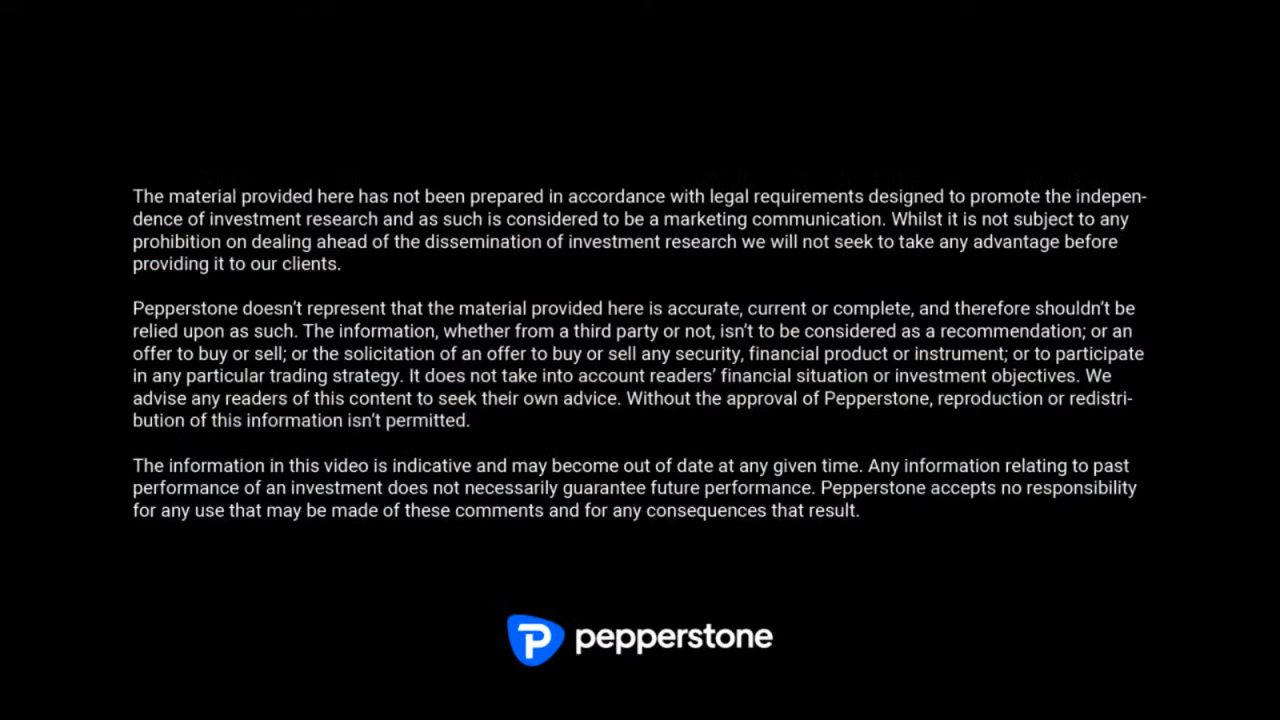 The material provided here has not been prepared in accordance with legal requirements designed to promote the indepen-
dence of investment research and as such is considered to be a marketing communication. Whilst it is not subject to any
prohibition on dealing ahead of the dissemination of investment research we will not seek to take any advantage before
providing it to our clients.
Pepperstone doesn’t represent that the material provided here is accurate, current or complete, and therefore shouldn’t be
relied upon as such. The information, whether from a third party or not, isn’t to be considered as a recommendation; or an
offer to buy or sell; or the solicitation of an offer to buy or sell any security, financial product or instrument; or to participate
in any particular trading strategy. It does not take into account readers’ financial situation or investment objectives. We
advise any readers of this content to seek their own advice. Without the approval of Pepperstone, reproduction or redistri-
bution of this information isn’t permitted.
The information in this video is indicative and may become out of date at any given time. Any information relating to past
performance of an investment does not necessarily guarantee future performance. Pepperstone accepts no responsibility
for any use that may be made of these comments and for any consequences that result.
pepperstone